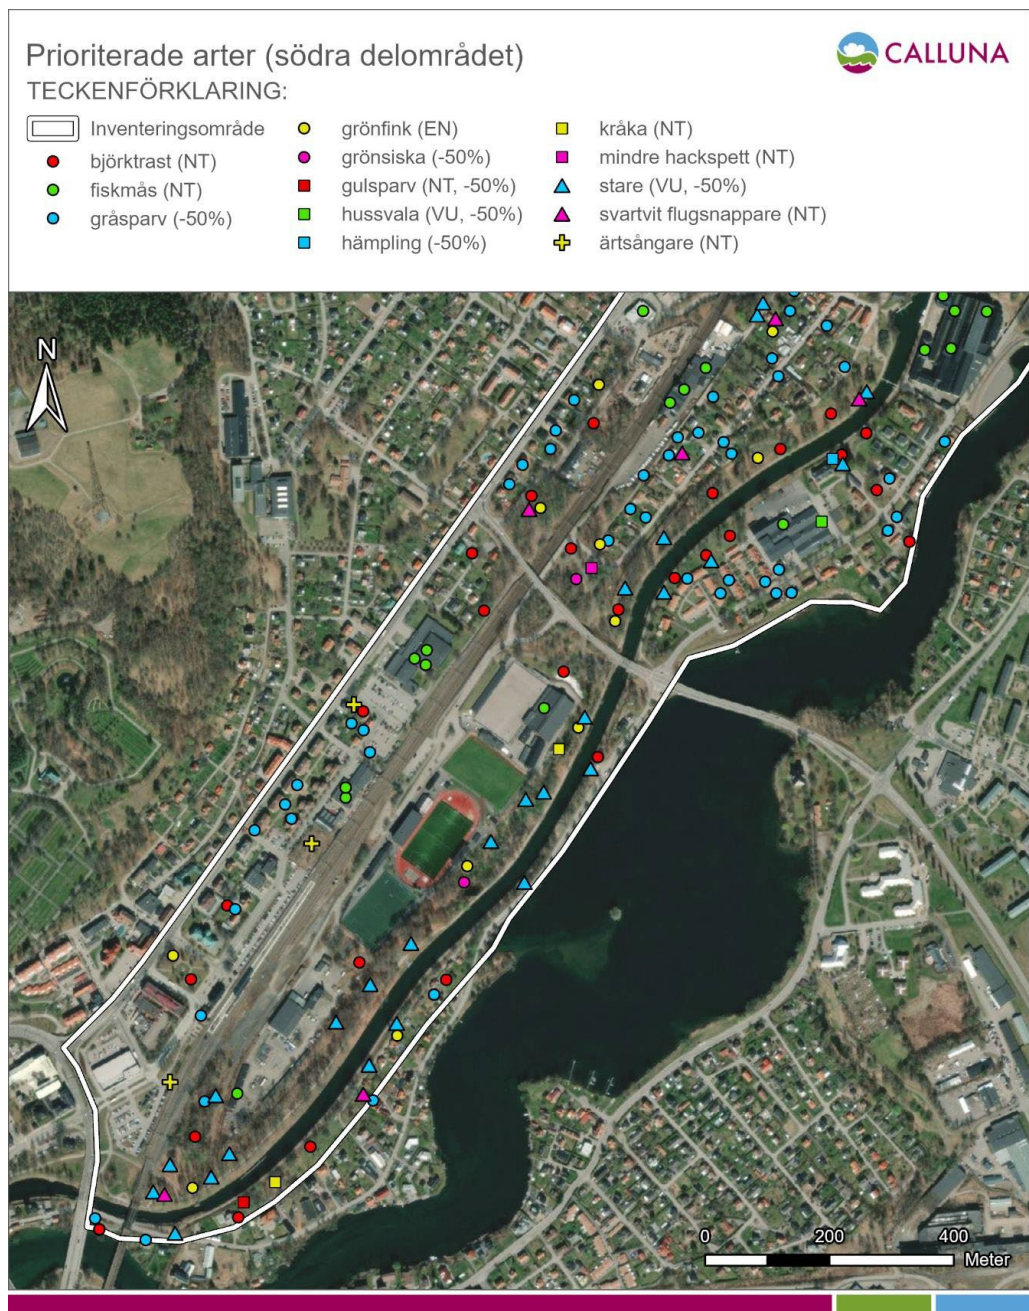 Prioriterade arter (södra delområdet)
CALLUNA
TECKENFÖRKLARING:
Inventeringsområde
björktrast (NT)
fiskmås (NT)
gråsparv (-50%)
grönfink (EN)
grönsiska (-50%)
gulsparv (NT, -50%)
hussvala (VU, -50%)
hämpling (-50%)
kråka (NT)
mindre hackspett (NT)
stare (VU, -50%)
svartvit flugsnappare (NT)
ärtsångare (NT)
N
0 200 400
Meter